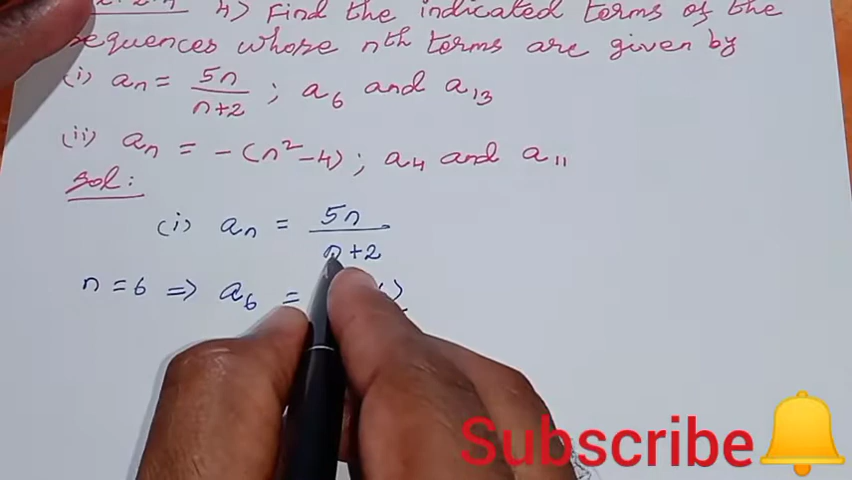 4) Find the indicated terms of the
sequences whose nth terms are given by
(i) aₙ = 5n/n+2 ; a₆ and a₁₃
(ii) aₙ = -(n²-4) ; a₄ and a₁₁
Sol:
(i) aₙ = 5n/n+2
n = 6 => a₆ =
Subscribe